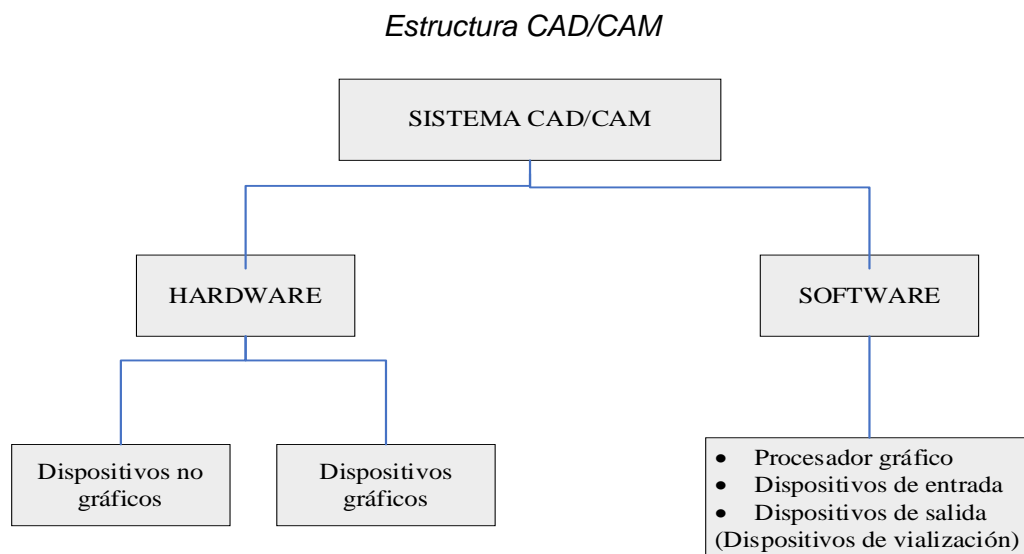 Estructura CAD/CAM
SISTEMA CAD/CAM
HARDWARE
SOFTWARE
Dispositivos no
gráficos
Dispositivos
gráficos
• Procesador gráfico
• Dispositivos de entrada
• Dispositivos de salida
(Dispositivos de vialización)